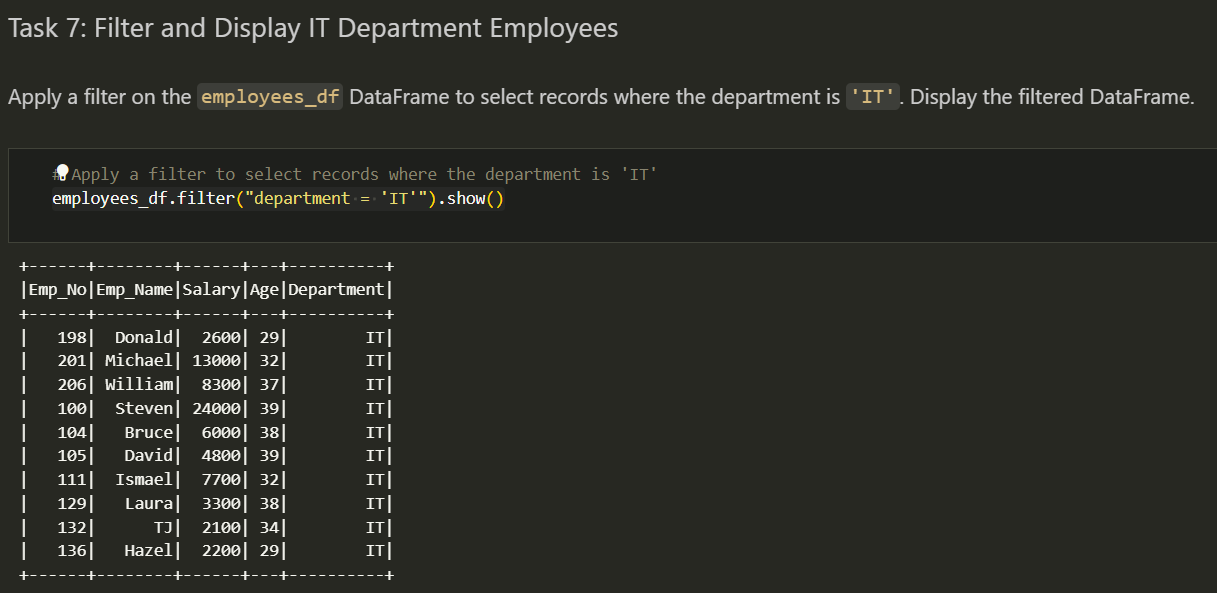 Task 7: Filter and Display IT Department Employees
Apply a filter on the employees_df DataFrame to select records where the department is 'IT'. Display the filtered DataFrame.
# Apply a filter to select records where the department is 'IT'
employees_df.filter("department = 'IT'").show()
+------+--------+------+---+----------+
|Emp_No|Emp_Name|Salary|Age|Department|
+------+--------+------+---+----------+
|   198|  Donald|  2600| 29|        IT|
|   201| Michael| 13000| 32|        IT|
|   206| William|  8300| 37|        IT|
|   100|  Steven| 24000| 39|        IT|
|   104|   Bruce|  6000| 38|        IT|
|   105|   David|  4800| 39|        IT|
|   111|  Ismael|  7700| 32|        IT|
|   129|   Laura|  3300| 38|        IT|
|   132|      TJ|  2100| 34|        IT|
|   136|   Hazel|  2200| 29|        IT|
+------+--------+------+---+----------+